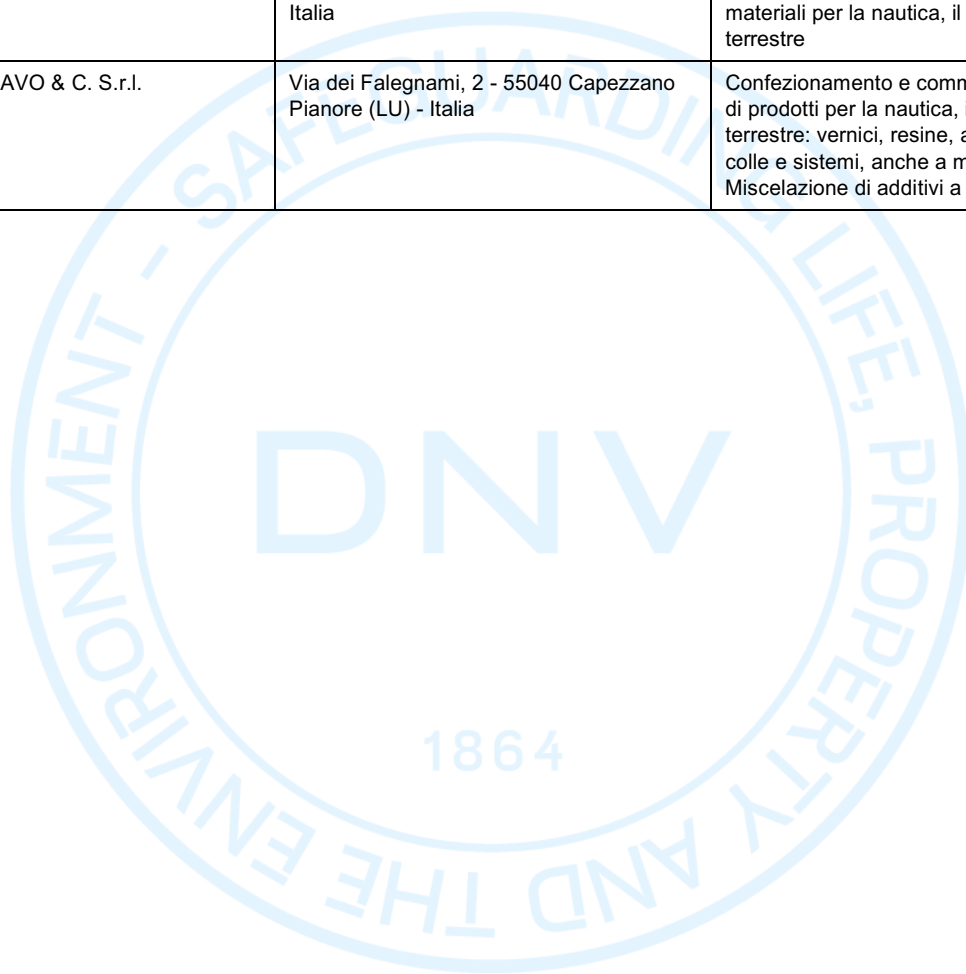 Italia
materiali per la nautica, il
terrestre
AVO & C. S.r.l.
Via dei Falegnami, 2 - 55040 Capezzano
Pianore (LU) - Italia
Confezionamento e comm
di prodotti per la nautica, i
terrestre: vernici, resine, a
colle e sistemi, anche a m
Miscelazione di additivi a
SAFEGUARDING LIFE, PROPERTY AND THE ENVIRONMENT -
DNV
1864